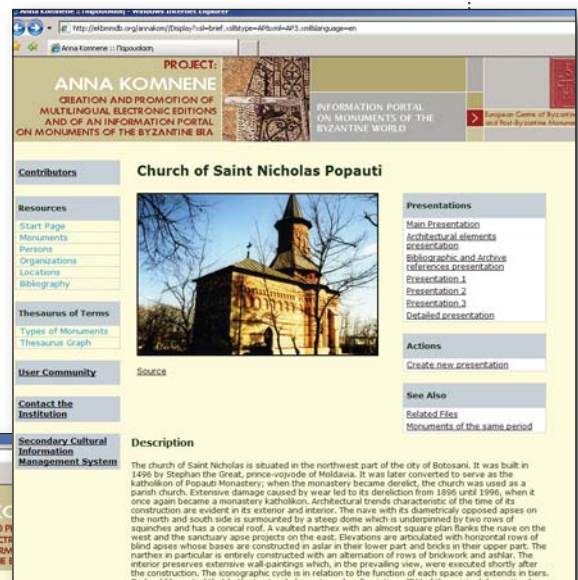 Anna Komnene :: Παρουσίαση - Windows Internet Explorer
http://ekbmmdb.org/annakom/(Display?xsl=brief.xsl&type=AP&xml=AP3.xml&language=en
Anna Komnene :: Παρουσίαση
PROJECT:
ANNA KOMNENE
CREATION AND PROMOTION OF
MULTILINGUAL ELECTRONIC EDITIONS
AND OF AN INFORMATION PORTAL
ON MONUMENTS OF THE BYZANTINE ERA
INFORMATION PORTAL
ON MONUMENTS OF THE
BYZANTINE WORLD
European Centre of Byzantine
and Post-Byzantine Monume
Contributors
Resources
Start Page
Monuments
Persons
Organizations
Locations
Bibliography
Thesaurus of Terms
Types of Monuments
Thesaurus Graph
User Community
Contact the
Institution
Secondary Cultural
Information
Management System
Church of Saint Nicholas Popauti
Source
Presentations
Main Presentation
Architectural elements
presentation
Bibliographic and Archive
references presentation
Presentation 1
Presentation 2
Presentation 3
Detailed presentation
Actions
Create new presentation
See Also
Related Files
Monuments of the same period
Description
The church of Saint Nicholas is situated in the northwest part of the city of Botosani. It was built in
1496 by Stephan the Great, prince-vojvode of Moldavia. It was later converted to serve as the
katholikon of Popauti Monastery; when the monastery became derelict, the church was used as a
parish church. Extensive damage caused by wear led to its dereliction from 1896 until 1996, when it
once again became a monastery katholikon. Architectural trends characteristic of the time of its
construction are evident in its exterior and interior. The nave with its diametricaly opposed apses on
the north and south side is surmounted by a steep dome which is underpinned by two rows of
squinches and has a conical roof. A vaulted narthex with an almost square plan flanks the nave on the
west and the sanctuary apse projects on the east. Elevations are articulated with horizontal rows of
blind apses whose bases are constructed in aslar in their lower part and bricks in their upper part. The
narthex in particular is entirely constructed with an alternation of rows of brickwork and ashlar. The
interior preserves extensive wall-paintings which, in the prevailing view, were executed shortly after
the construction. The iconographic cycle is in relation to the function of each space and extends in tiers.